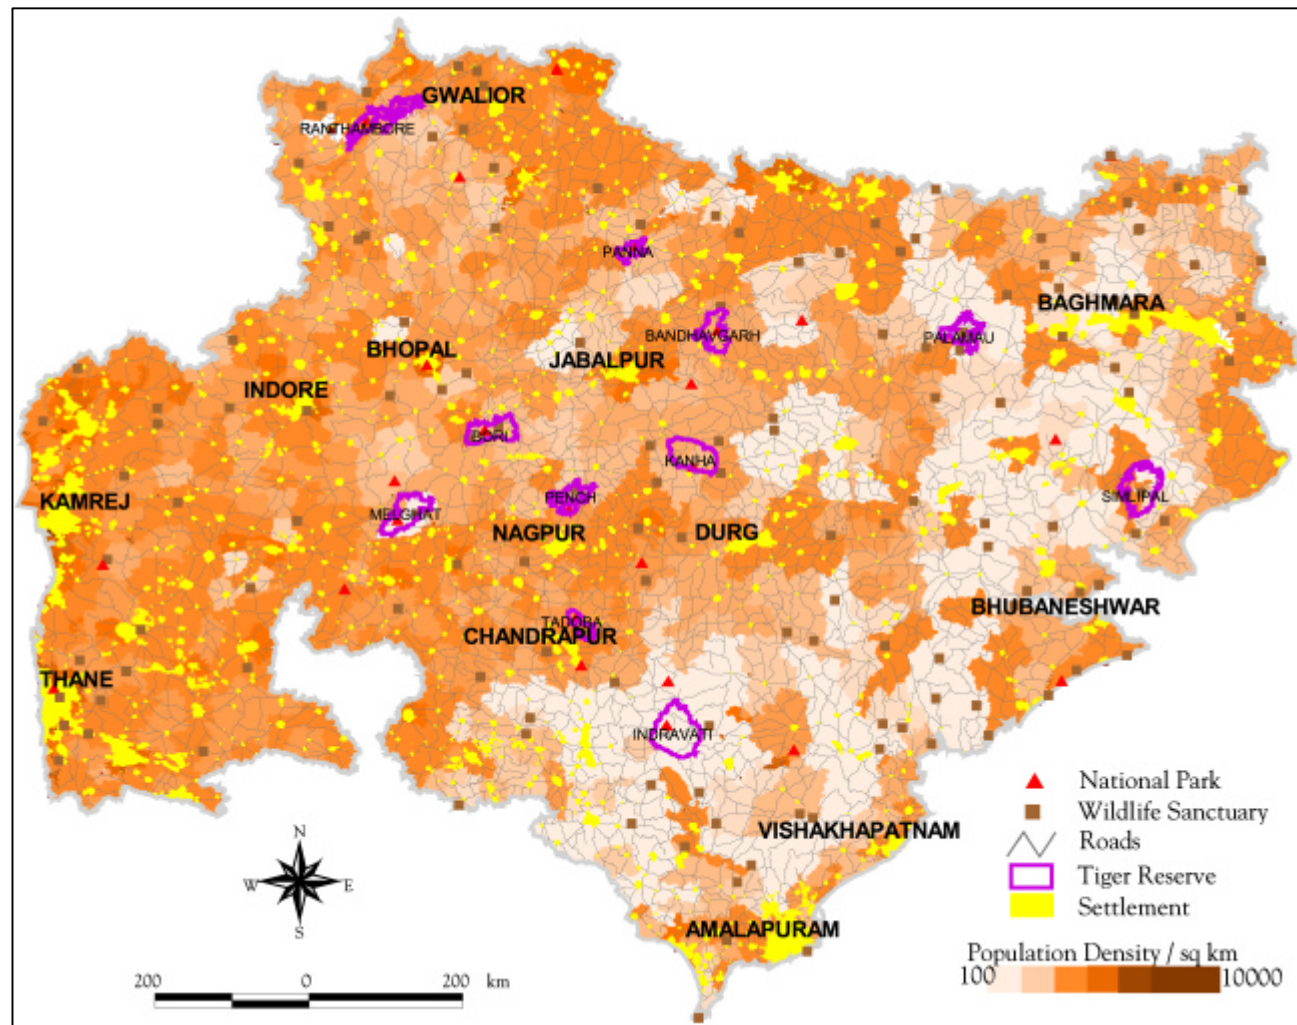 GWALIOR
RANTHAMBORE
PANNA
BAGHMARA
BANDHAVGARH
PALAMAU
BHOPAL
JABALPUR
INDORE
BORI
KANHA
KAMREJ
PENCH
SIMLIPAL
MELGHAT
NAGPUR
DURG
BHUBANESHWAR
TADOBA
CHANDRAPUR
THANE
INDRAVATI
National Park
Wildlife Sanctuary
VISHAKHAPATNAM
Roads
N
Tiger Reserve
W E
Settlement
S
AMALAPURAM
Population Density / sq km
100 10000
200 0 200 km